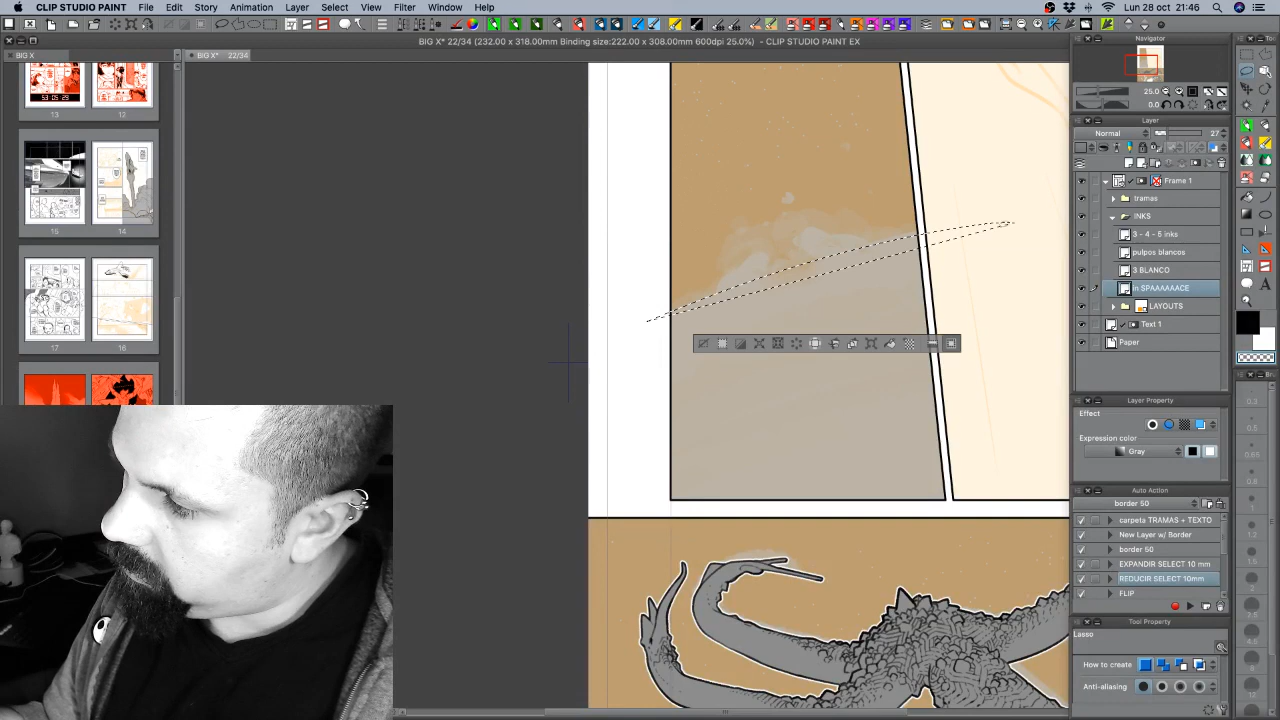 CLIP STUDIO PAINT File Edit Story Animation Layer Select View Filter Window Help Lun 28 oct 21:46
BIG X* 22/34 (232.00 x 318.00mm Binding size:222.00 x 308.00mm 600dpi 25.0%) - CLIP STUDIO PAINT EX
BIG X
BIG X* 22/34
Navigator
25.0
0.0
13 12
15 14
17 16
Layer
Normal 27
Frame 1
tramas
INKS
3 - 4 - 5 inks
pulpos blancos
3 BLANCO
In SPAAAAAACE
LAYOUTS
Text 1
Paper
Layer Property
Effect
Expression color
Gray
Auto Action
border 50
carpeta TRAMAS + TEXTO
New Layer w/ Border
border 50
EXPANDIR SELECT 10 mm
REDUCIR SELECT 10mm
FLIP
Tool Property
Lasso
How to create
Anti-aliasing